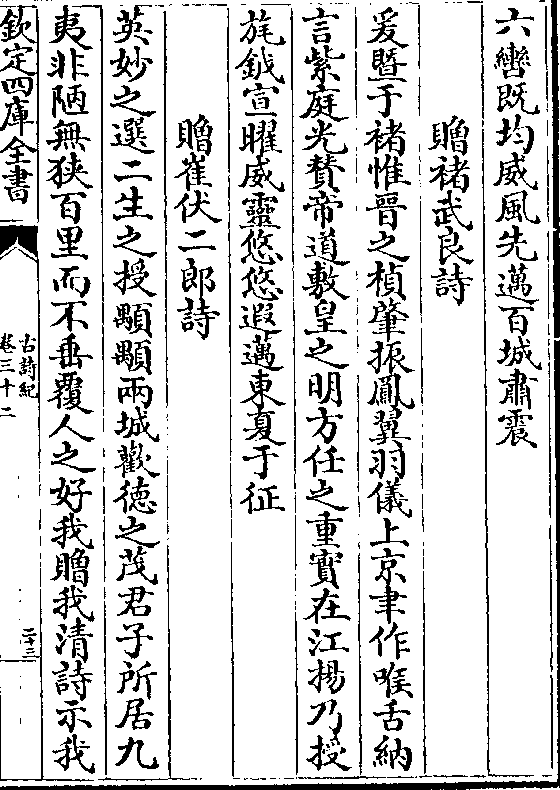 六轡既均威風先邁百城肅震
贈褚武良詩
爰暨于褚惟晉之楨肇振鳳翼羽儀上京聿作喉舌納
言紫庭光賛帝道敷皇之明方任之重實在江揚乃授
旄鉞宣曜威靈悠悠遐邁東夏于征
贈崔伏二郎詩
英妙之選二生之授顒顒兩城歡德之茂君子所居九
夷非陋無狹百里而不垂覆人之好我贈我清詩示我
欽定四庫全書
古詩紀
卷三十二
二十三